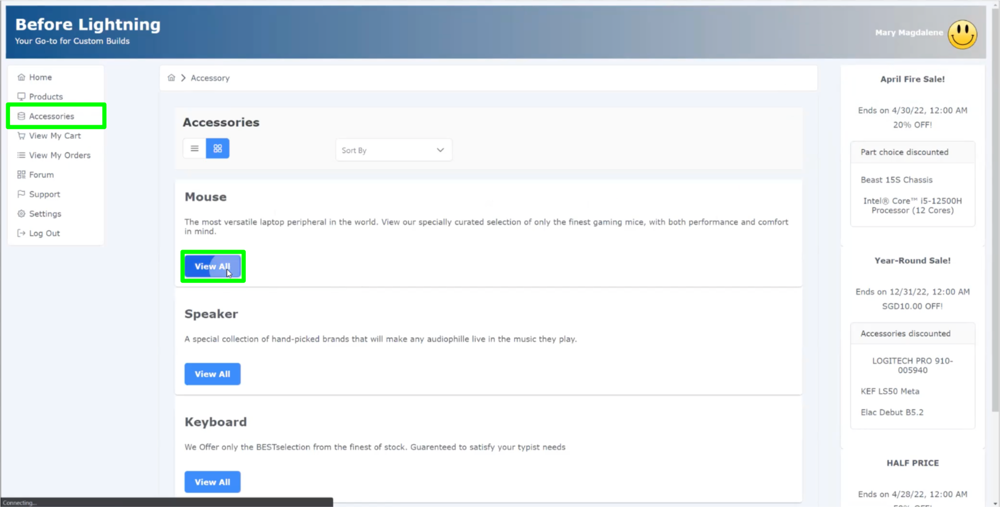 Before Lightning
Your Go-to for Custom Builds
Mary Magdalene
Home
Products
Accessories
View My Cart
View My Orders
Forum
Support
Settings
Log Out
Accessory
Accessories
Sort By
Mouse
The most versatile laptop peripheral in the world. View our specially curated selection of only the finest gaming mice, with both performance and comfort
in mind.
View All
Speaker
A special collection of hand-picked brands that will make any audiophille live in the music they play.
View All
Keyboard
We Offer only the BESTselection from the finest of stock. Guarenteed to satisfy your typist needs
View All
April Fire Sale!
Ends on 4/30/22, 12:00 AM
20% OFF!
Part choice discounted
Beast 15S Chassis
Intel® Core™ i5-12500H
Processor (12 Cores)
Year-Round Sale!
Ends on 12/31/22, 12:00 AM
SGD10.00 OFF!
Accessories discounted
LOGITECH PRO 910-
005940
KEF LS50 Meta
Elac Debut B5.2
HALF PRICE
Ends on 4/28/22, 12:00 AM
Connecting...